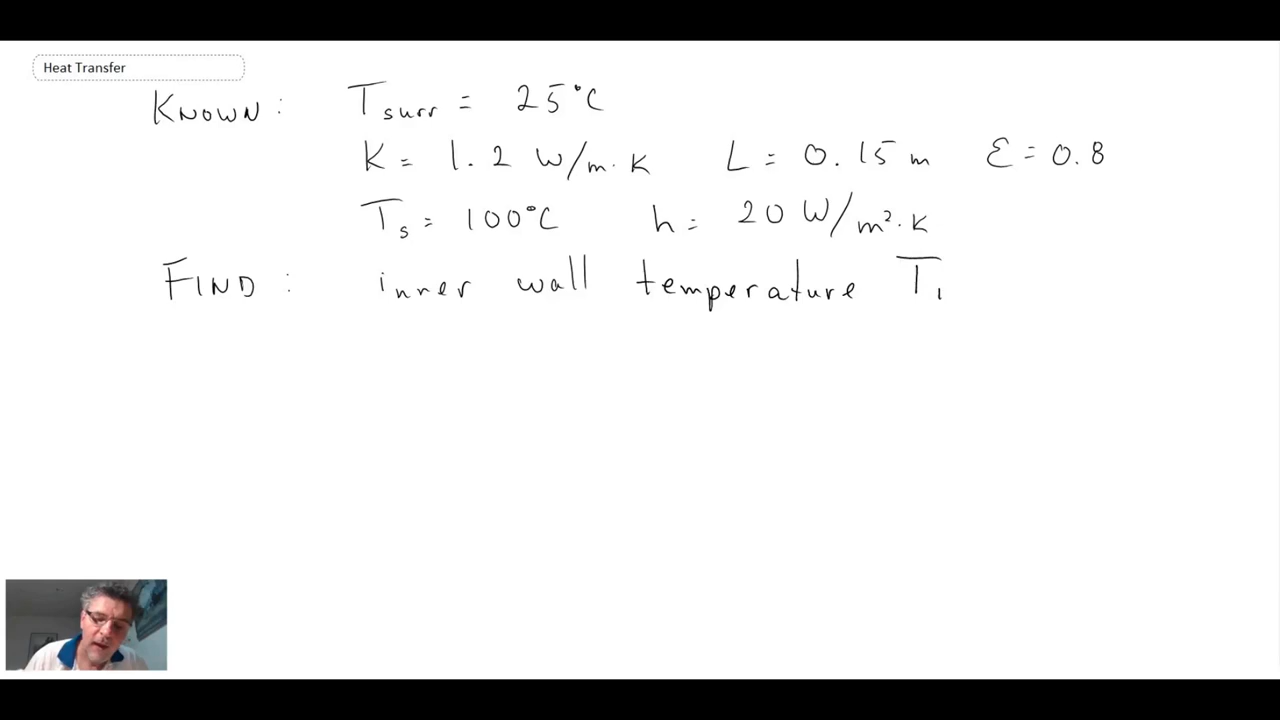 Heat Transfer
KNOWN: T_surr = 25°C
K = 1.2 W/m·K L = 0.15 m ε = 0.8
T_s = 100°C h = 20 W/m²·K
FIND: inner wall temperature T_1